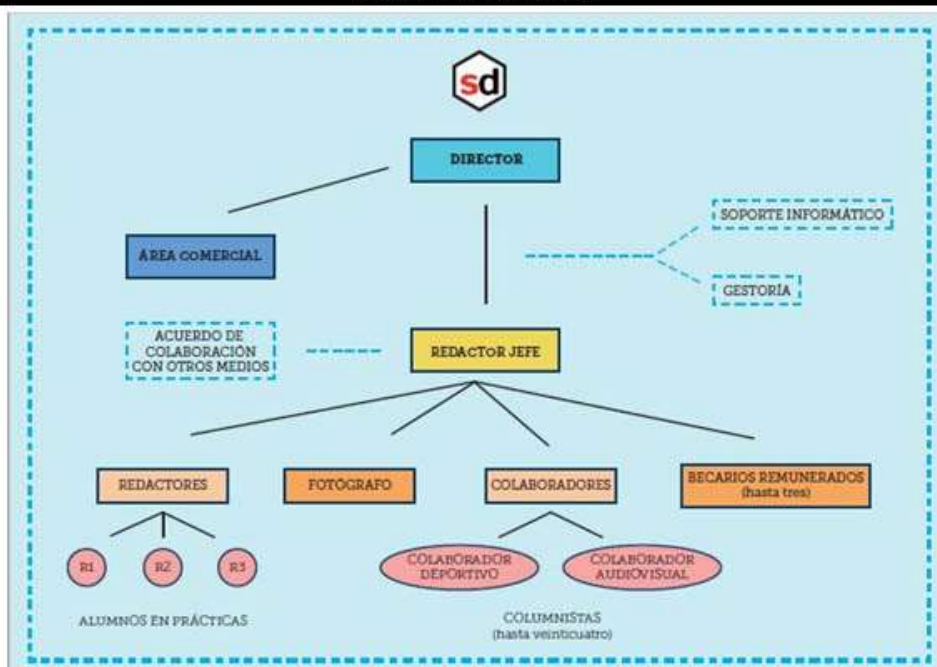 sd
DIRECTOR
SOPORTE INFORMÁTICO
ÁREA COMERCIAL
GESTORÍA
ACUERDO DE
COLABORACIÓN
CON OTROS MEDIOS
REDACTOR JEFE
REDACTORES
FOTÓGRAFO
COLABORADORES
BECARIOS REMUNERADOS
(hasta tres)
R1
R2
R3
COLABORADOR
DEPORTIVO
COLABORADOR
AUDIOVISUAL
ALUMNOS EN PRÁCTICAS
COLUMNISTAS
(hasta veinticuatro)